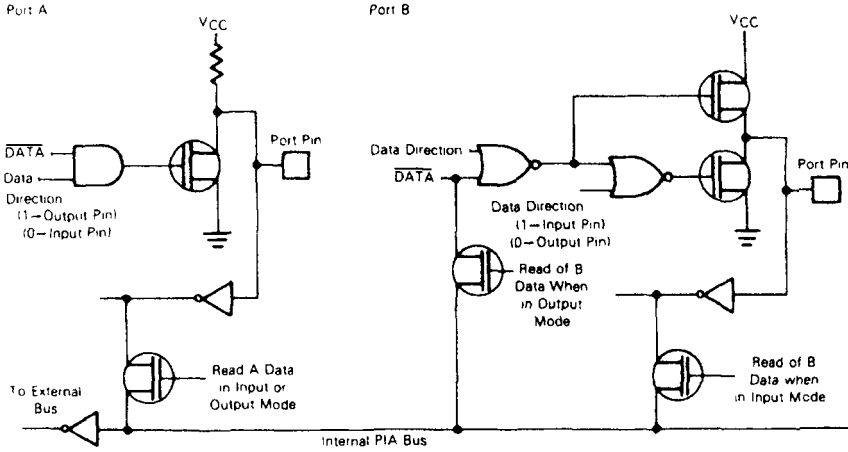 Port A
VCC
DATA
Data
Direction
(1—Output Pin)
(0—Input Pin)
Port Pin
Read A Data
in Input or
Output Mode
To External
Bus
Internal PIA Bus
Port B
VCC
Data Direction
DATA
Data Direction
(1—Input Pin)
(0—Output Pin)
Port Pin
Read of B
Data When
in Output
Mode
Read of B
Data when
in Input Mode